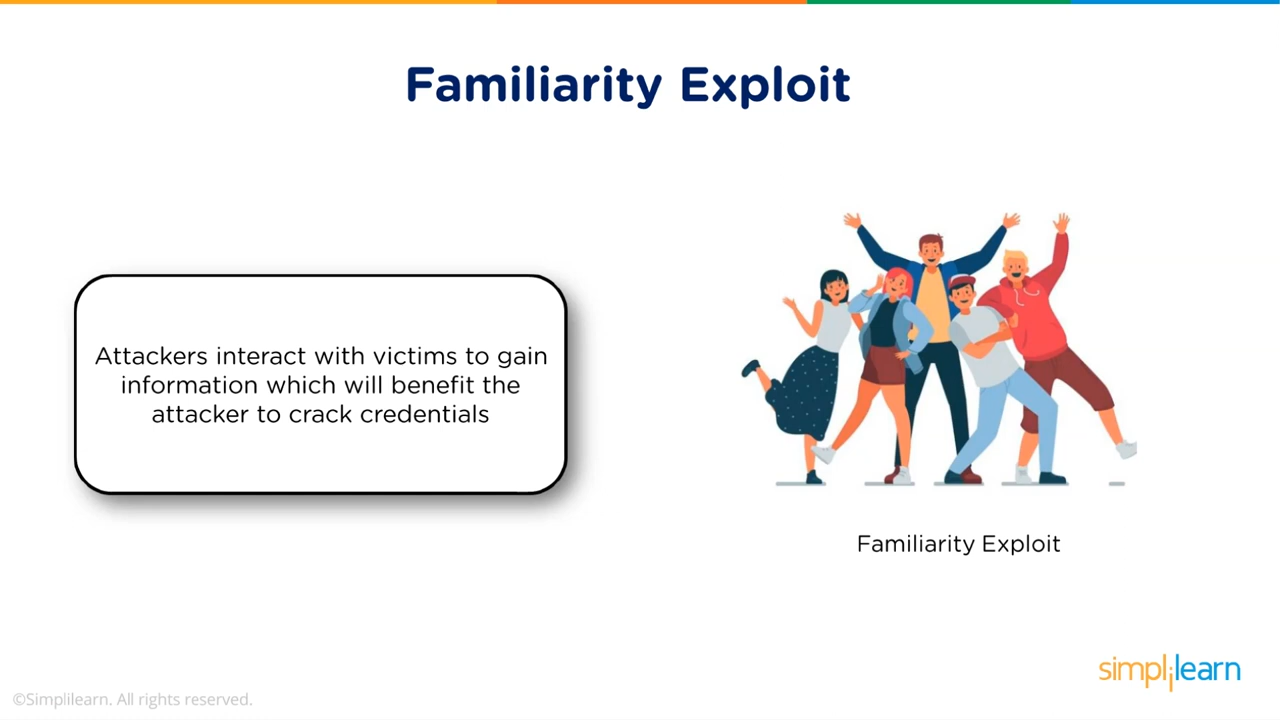 Familiarity Exploit
Attackers interact with victims to gain
information which will benefit the
attacker to crack credentials
Familiarity Exploit
simplilearn
©Simplilearn. All rights reserved.